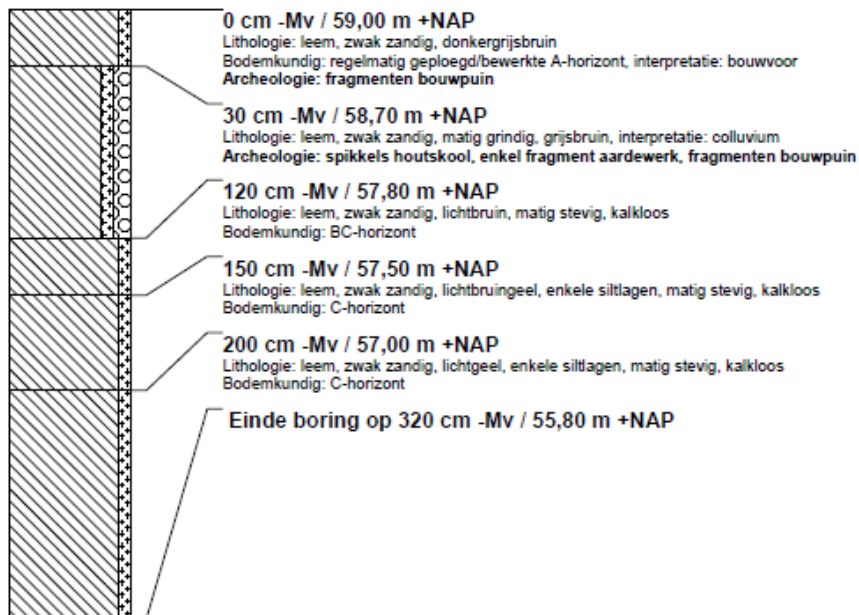 0 cm -Mv / 59,00 m +NAP
Lithologie: leem, zwak zandig, donkergrijsbruin
Bodemkundig: regelmatig geploegd/bewerkte A-horizont, interpretatie: bouwvoor
Archeologie: fragmenten bouwpuin
30 cm -Mv / 58,70 m +NAP
Lithologie: leem, zwak zandig, matig grindig, grijsbruin, interpretatie: colluvium
Archeologie: spikkels houtskool, enkel fragment aardewerk, fragmenten bouwpuin
120 cm -Mv / 57,80 m +NAP
Lithologie: leem, zwak zandig, lichtbruin, matig stevig, kalkloos
Bodemkundig: BC-horizont
150 cm -Mv / 57,50 m +NAP
Lithologie: leem, zwak zandig, lichtbruingeel, enkele siltlagen, matig stevig, kalkloos
Bodemkundig: C-horizont
200 cm -Mv / 57,00 m +NAP
Lithologie: leem, zwak zandig, lichtgeel, enkele siltlagen, matig stevig, kalkloos
Bodemkundig: C-horizont
Einde boring op 320 cm -Mv / 55,80 m +NAP